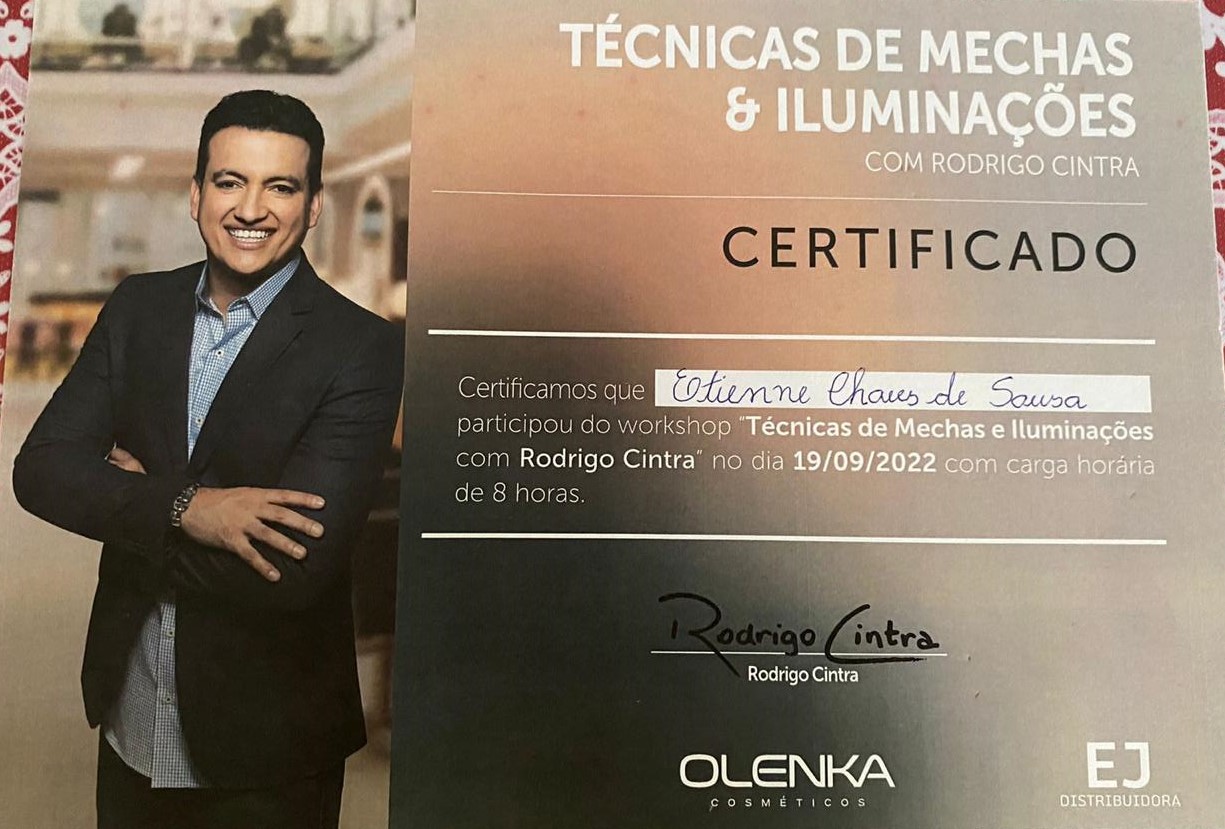 TÉCNICAS DE MECHAS
& ILUMINAÇÕES
COM RODRIGO CINTRA
CERTIFICADO
Certificamos que Etienne Chaves de Sousa
participou do workshop "Técnicas de Mechas e Iluminações
com Rodrigo Cintra" no dia 19/09/2022 com carga horária
de 8 horas.
Rodrigo Cintra
Rodrigo Cintra
OLENKA
COSMÉTICOS
EJ
DISTRIBUIDORA